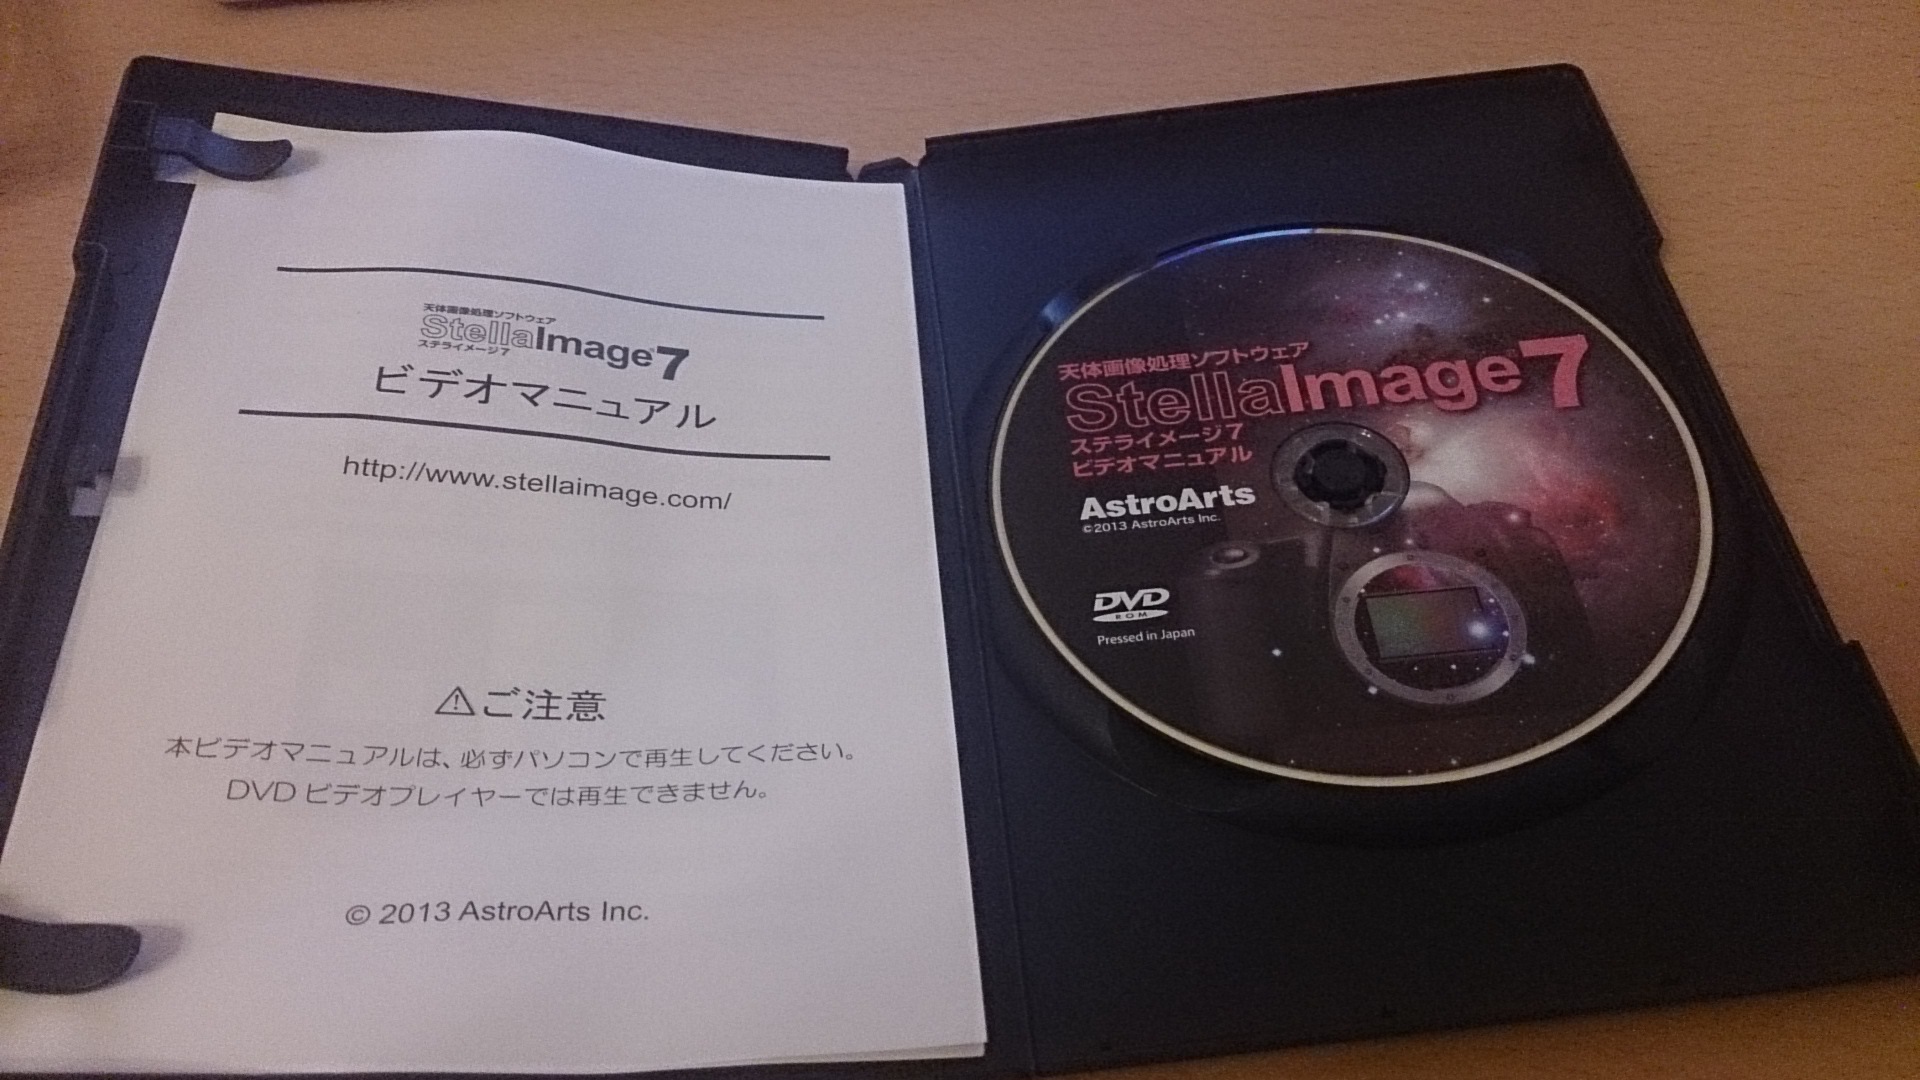 天体画像処理ソフトウェア
StellaImage7
ステライメージ7
ビデオマニュアル
http://www.stellaimage.com/
⚠ご注意
本ビデオマニュアルは、必ずパソコンで再生してください。
DVDビデオプレイヤーでは再生できません。
© 2013 AstroArts Inc.
天体画像処理ソフトウェア
StellaImage7
ステライメージ7
ビデオマニュアル
AstroArts
©2013 AstroArts Inc.
DVD
ROM
Pressed in Japan